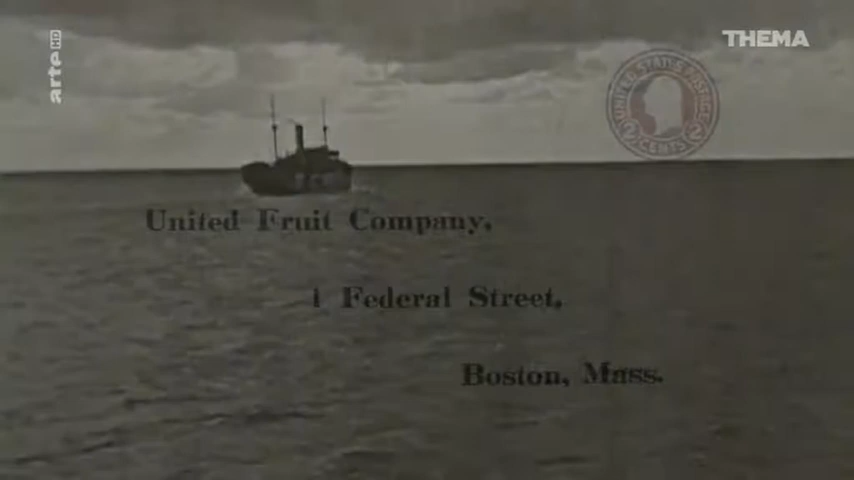 THEMA
arte HD
UNITED STATES POSTAGE
2 CENTS 2
United Fruit Company,
1 Federal Street,
Boston, Mass.